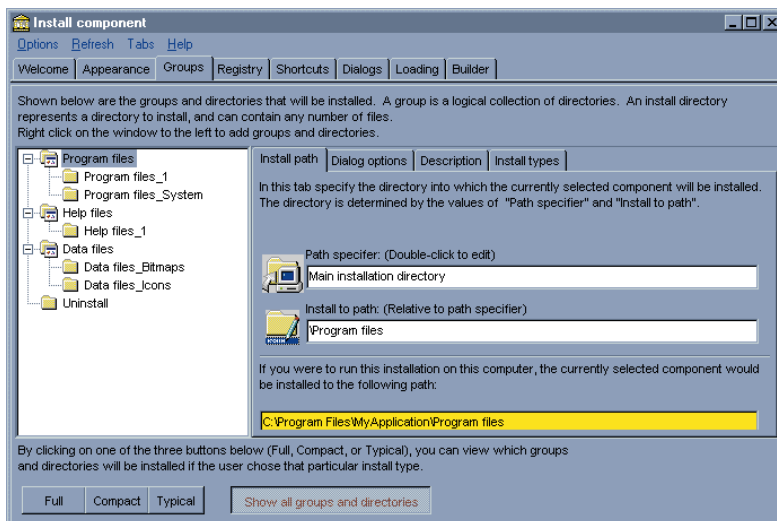 Install component
Options Refresh Tabs Help
Welcome Appearance Groups Registry Shortcuts Dialogs Loading Builder
Shown below are the groups and directories that will be installed. A group is a logical collection of directories. An install directory
represents a directory to install, and can contain any number of files.
Right click on the window to the left to add groups and directories.
Program files
Program files_1
Program files_System
Help files
Help files_1
Data files
Data files_Bitmaps
Data files_Icons
Uninstall
Install path Dialog options Description Install types
In this tab specify the directory into which the currently selected component will be installed.
The directory is determined by the values of "Path specifier" and "Install to path".
Path specifer: (Double-click to edit)
Main installation directory
Install to path: (Relative to path specifier)
\Program files
If you were to run this installation on this computer, the currently selected component would
be installed to the following path:
C:\Program Files\MyApplication\Program files
By clicking on one of the three buttons below (Full, Compact, or Typical), you can view which groups
and directories will be installed if the user chose that particular install type.
Full Compact Typical Show all groups and directories